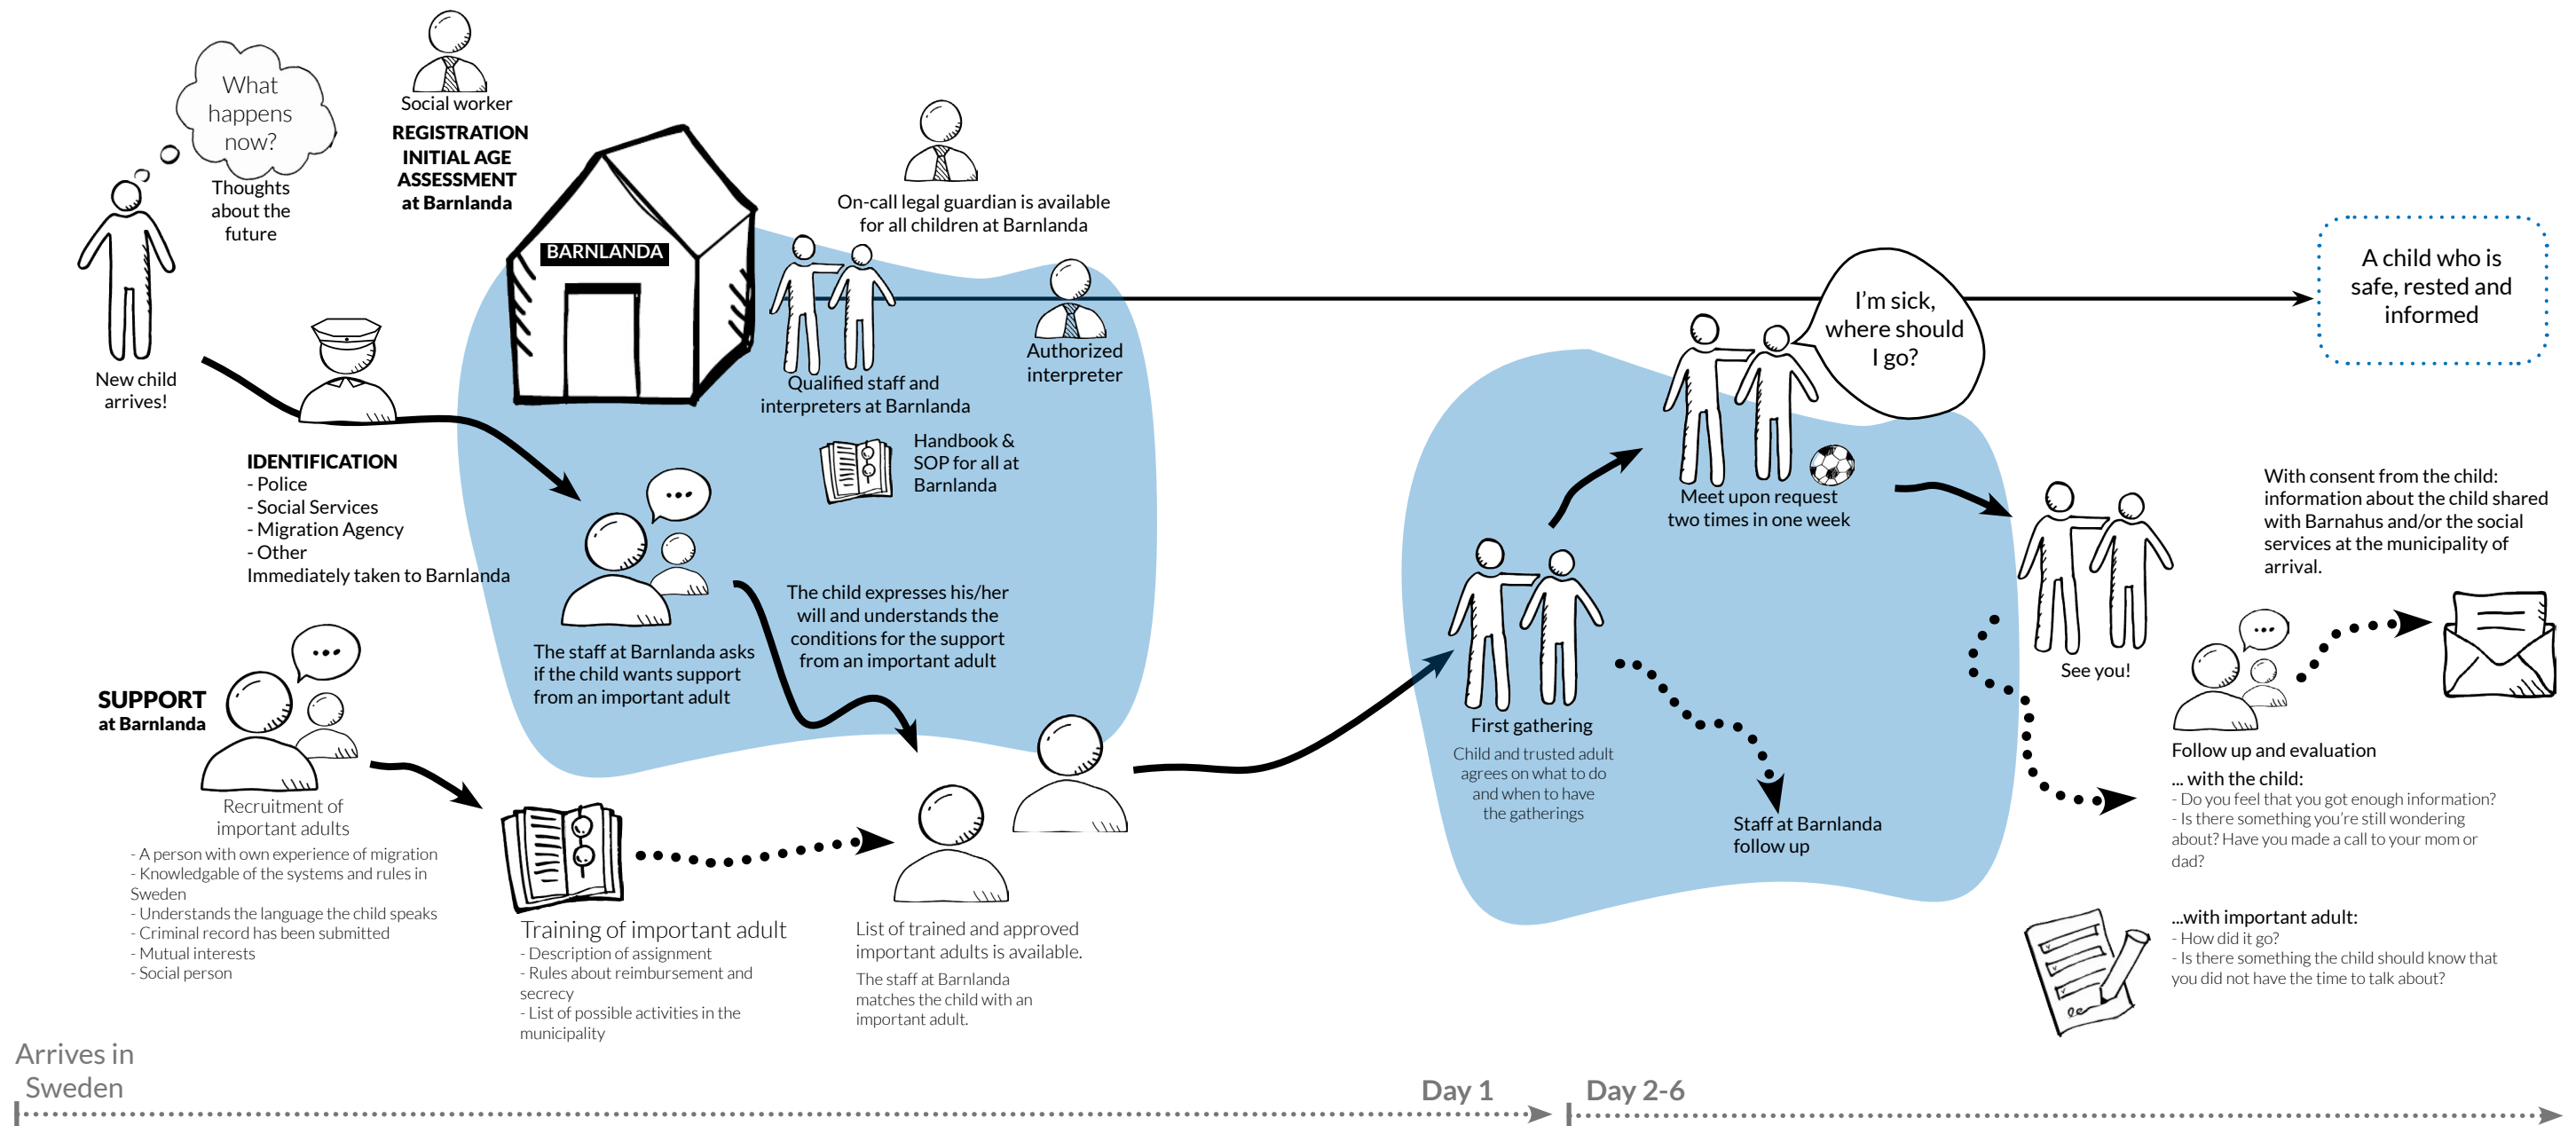 What
happens
now?
Thoughts
about the
future
New child
arrives!
Social worker
REGISTRATION
INITIAL AGE
ASSESSMENT
at Barnlanda
BARNLANDA
On-call legal guardian is available
for all children at Barnlanda
Authorized
interpreter
Qualified staff and
interpreters at Barnlanda
Handbook &
SOP for all at
Barnlanda
IDENTIFICATION
- Police
- Social Services
- Migration Agency
- Other
Immediately taken to Barnlanda
The staff at Barnlanda asks
if the child wants support
from an important adult
The child expresses his/her
will and understands the
conditions for the support
from an important adult
SUPPORT
at Barnlanda
Recruitment of
important adults
- A person with own experience of migration
- Knowledgable of the systems and rules in
Sweden
- Understands the language the child speaks
- Criminal record has been submitted
- Mutual interests
- Social person
Training of important adult
- Description of assignment
- Rules about reimbursement and
secrecy
- List of possible activities in the
municipality
List of trained and approved
important adults is available.
The staff at Barnlanda
matches the child with an
important adult.
First gathering
Child and trusted adult
agrees on what to do
and when to have
the gatherings
I'm sick,
where should
I go?
Meet upon request
two times in one week
Staff at Barnlanda
follow up
See you!
A child who is
safe, rested and
informed
With consent from the child:
information about the child shared
with Barnahus and/or the social
services at the municipality of
arrival.
Follow up and evaluation
... with the child:
- Do you feel that you got enough information?
- Is there something you're still wondering
about? Have you made a call to your mom or
dad?
...with important adult:
- How did it go?
- Is there something the child should know that
you did not have the time to talk about?
Arrives in
Sweden
Day 1
Day 2-6